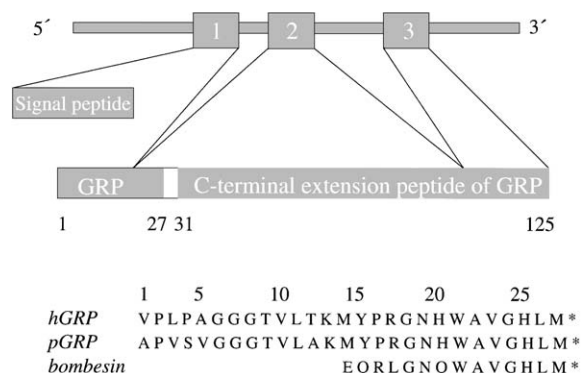 5´ 1 2 3 3´
Signal peptide
GRP C-terminal extension peptide of GRP
1 27 31 125
1 5 10 15 20 25
hGRP V P L P A G G G T V L T K M Y P R G N H W A V G H L M *
pGRP A P V S V G G G T V L A K M Y P R G N H W A V G H L M *
bombesin E Q R L G N Q W A V G H L M *